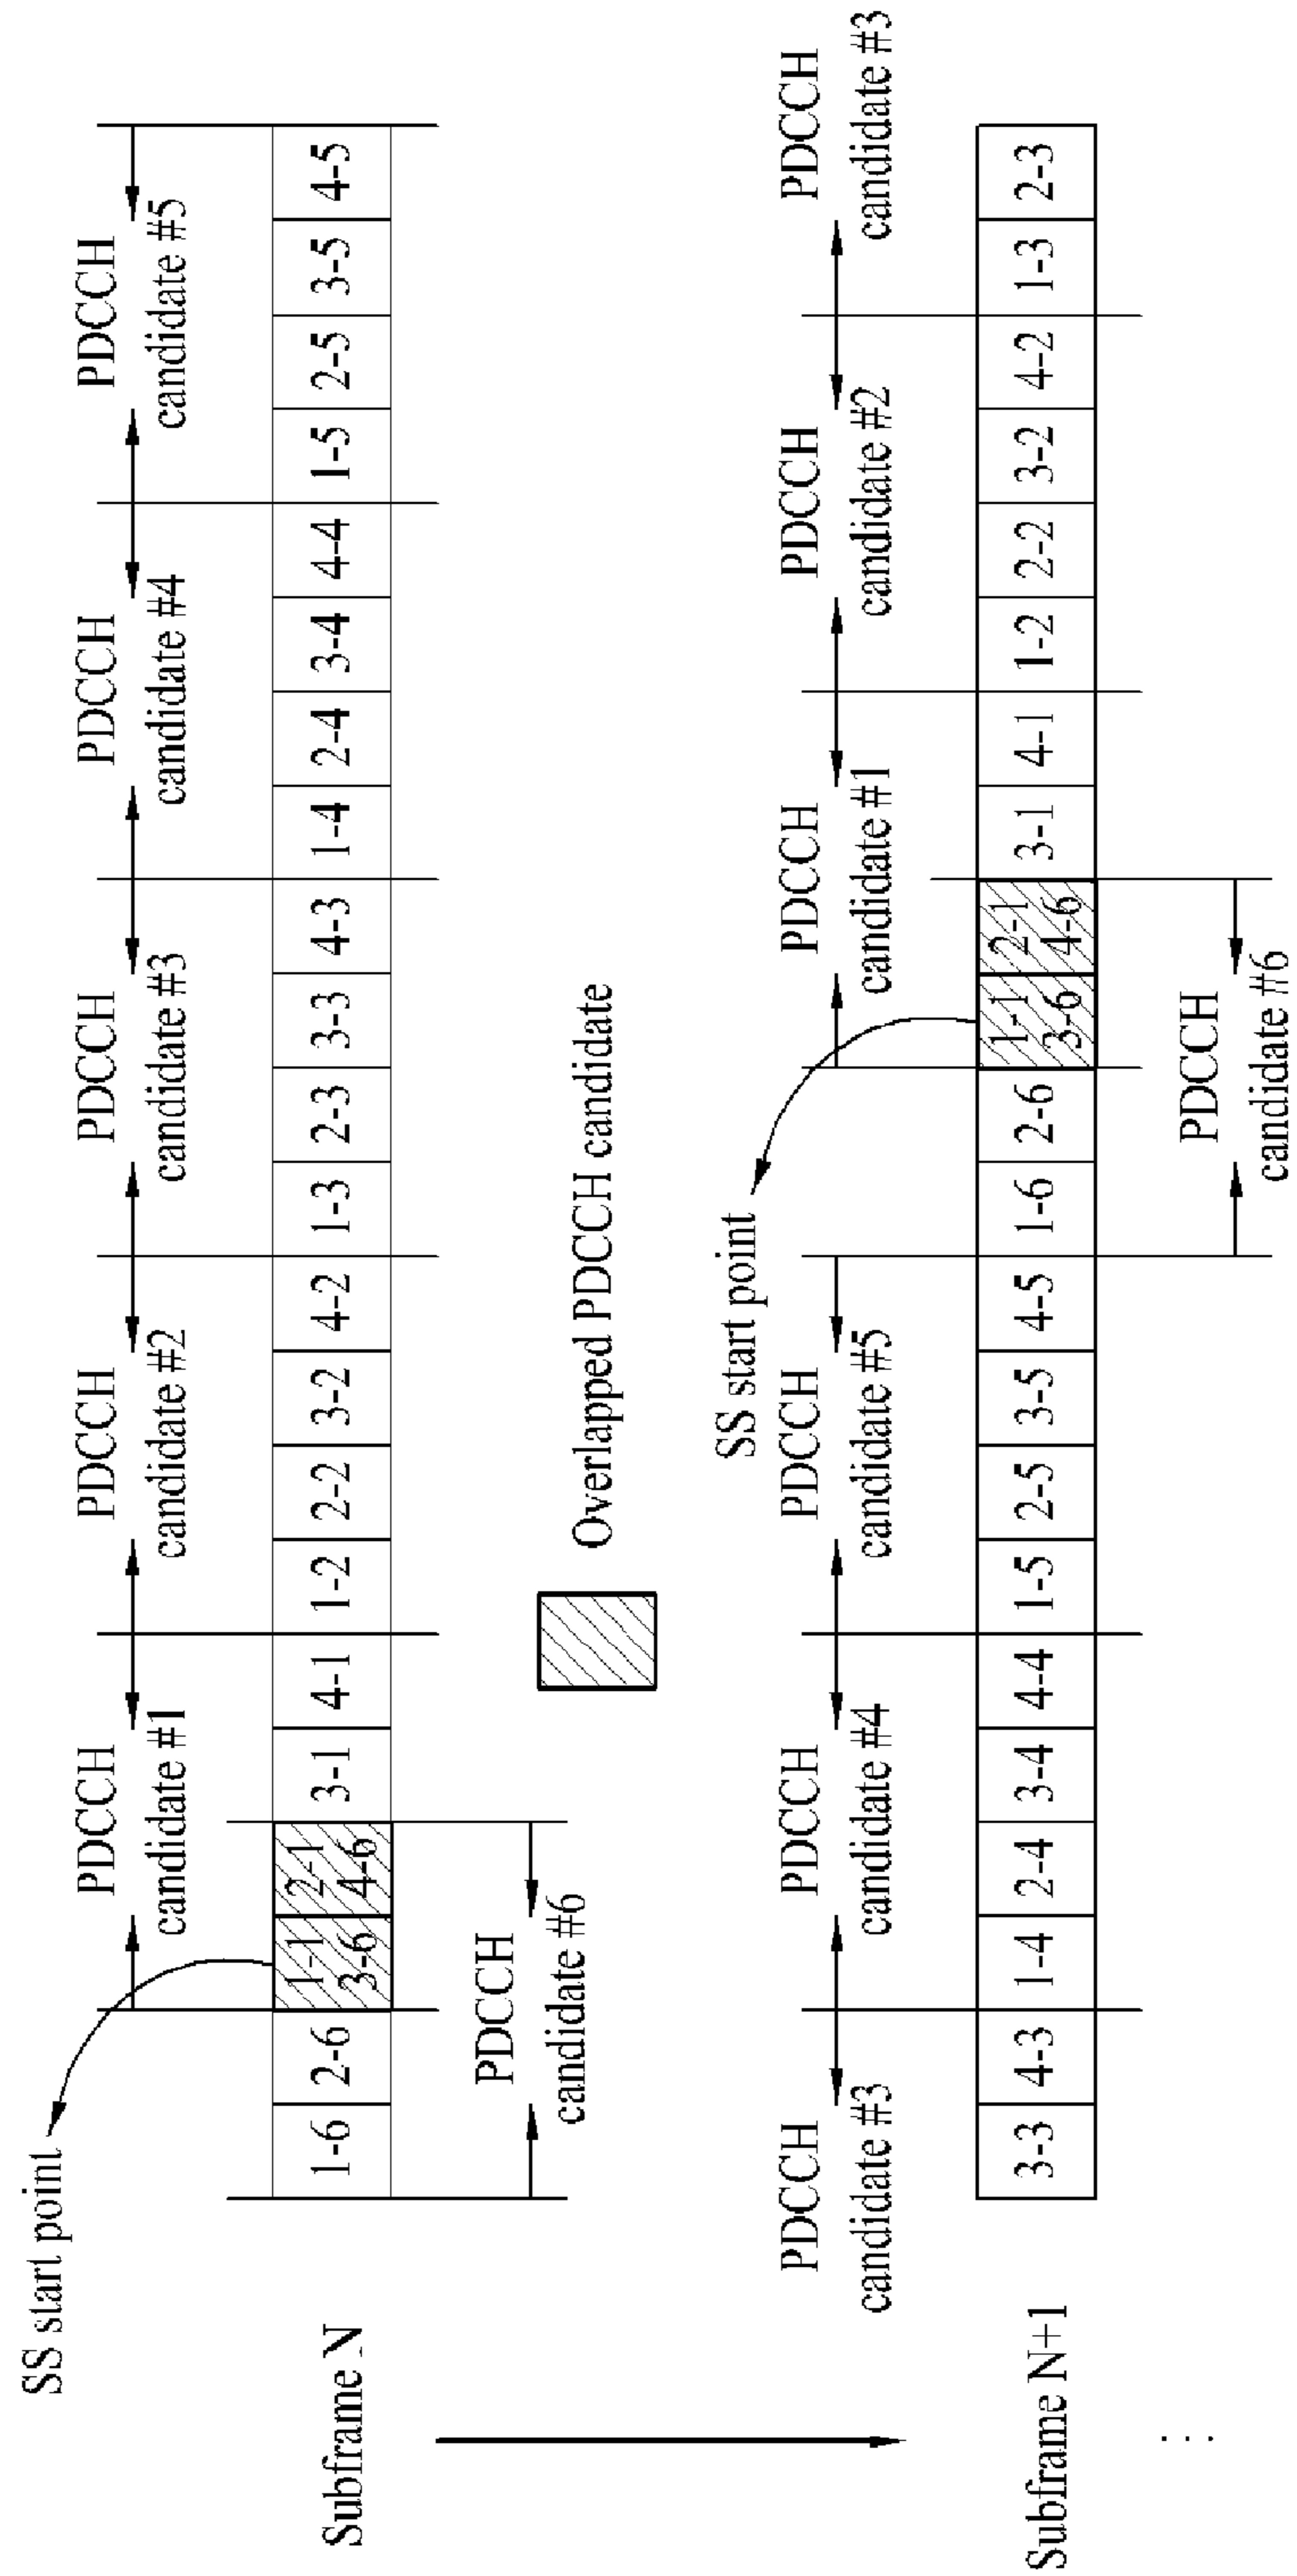 SS start point
PDCCH
candidate #1
PDCCH
candidate #2
PDCCH
candidate #3
PDCCH
candidate #4
PDCCH
candidate #5
Subframe N
1-6 2-6 1-1 2-1 3-1 4-1 1-2 2-2 3-2 4-2 1-3 2-3 3-3 4-3 1-4 2-4 3-4 4-4 1-5 2-5 3-5 4-5
3-6 4-6
PDCCH
candidate #6
Overlapped PDCCH candidate
SS start point
PDCCH
candidate #3
PDCCH
candidate #4
PDCCH
candidate #5
PDCCH
candidate #1
PDCCH
candidate #2
PDCCH
candidate #3
Subframe N+1
3-3 4-3 1-4 2-4 3-4 4-4 1-5 2-5 3-5 4-5 1-6 2-6 1-1 2-1 3-1 4-1 1-2 2-2 3-2 4-2 1-3 2-3
3-6 4-6
PDCCH
candidate #6
...